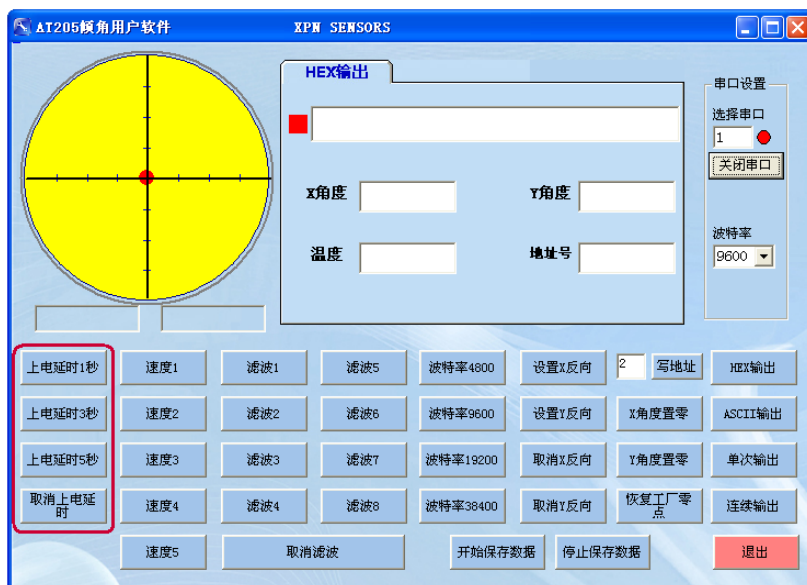 AT205倾角用户软件 XPN SENSORS
HEX输出
串口设置
选择串口
1
关闭串口
X角度 Y角度
波特率
温度 地址号
9600
上电延时1秒 速度1 滤波1 滤波5 波特率4800 设置X反向 2 写地址 HEX输出
上电延时3秒 速度2 滤波2 滤波6 波特率9600 设置Y反向 X角度置零 ASCII输出
上电延时5秒 速度3 滤波3 滤波7 波特率19200 取消X反向 Y角度置零 单次输出
取消上电延
时 速度4 滤波4 滤波8 波特率38400 取消Y反向 恢复工厂零
点 连续输出
速度5 取消滤波 开始保存数据 停止保存数据 退出